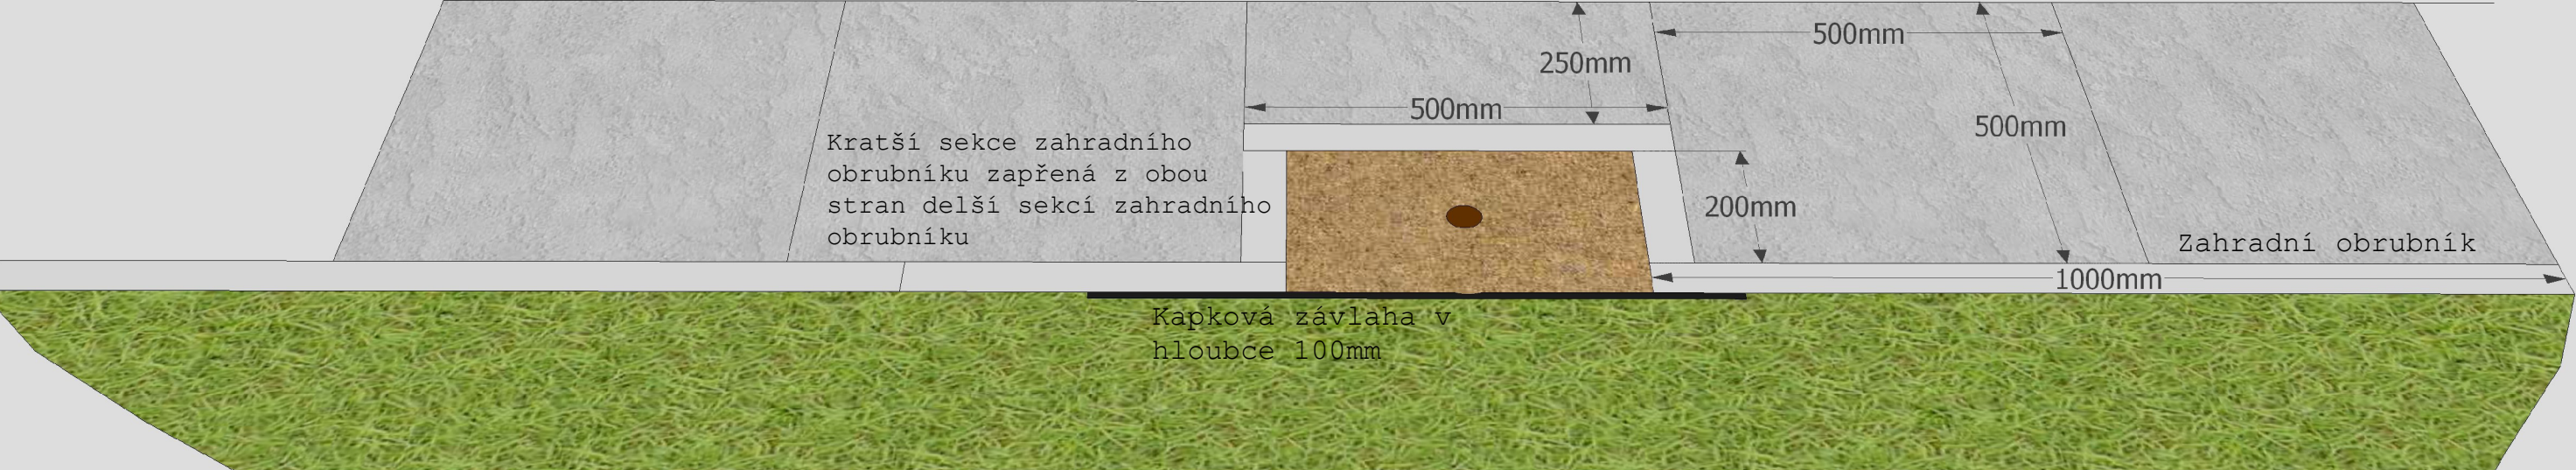 500mm
250mm
500mm
500mm
Kratší sekce zahradního
obrubníku zapřená z obou
stran delší sekcí zahradního
obrubníku
200mm
Zahradní obrubník
1000mm
Kapková závlaha v
hloubce 100mm